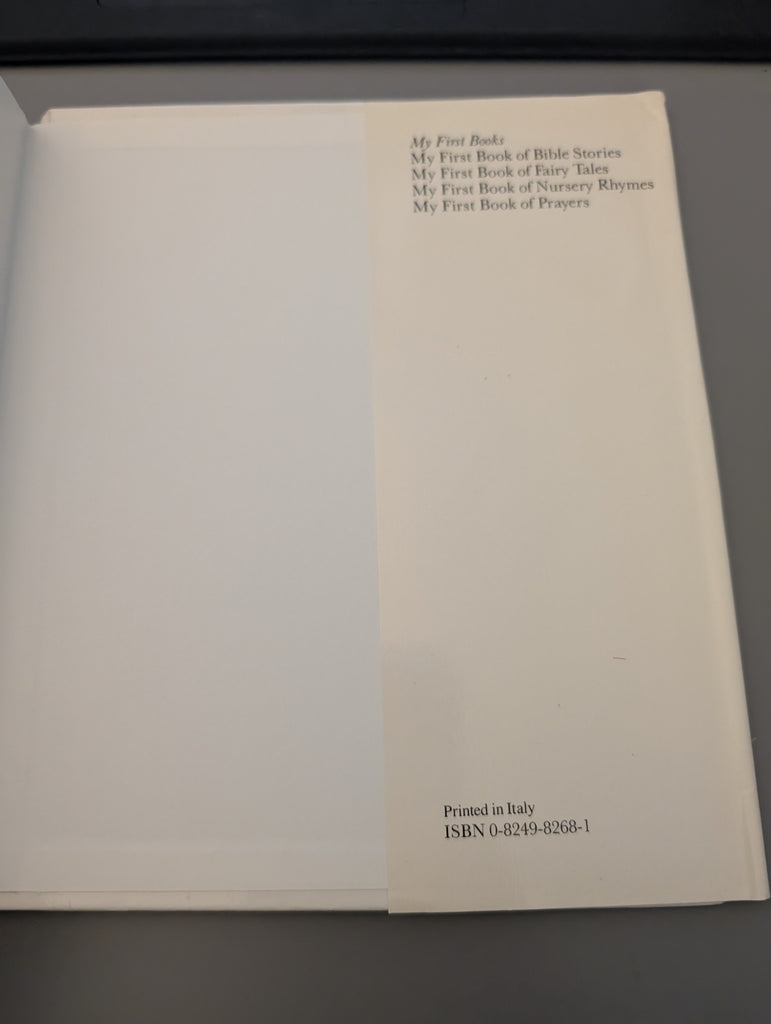 My First Books
My First Book of Bible Stories
My First Book of Fairy Tales
My First Book of Nursery Rhymes
My First Book of Prayers
Printed in Italy
ISBN 0-8249-8268-1